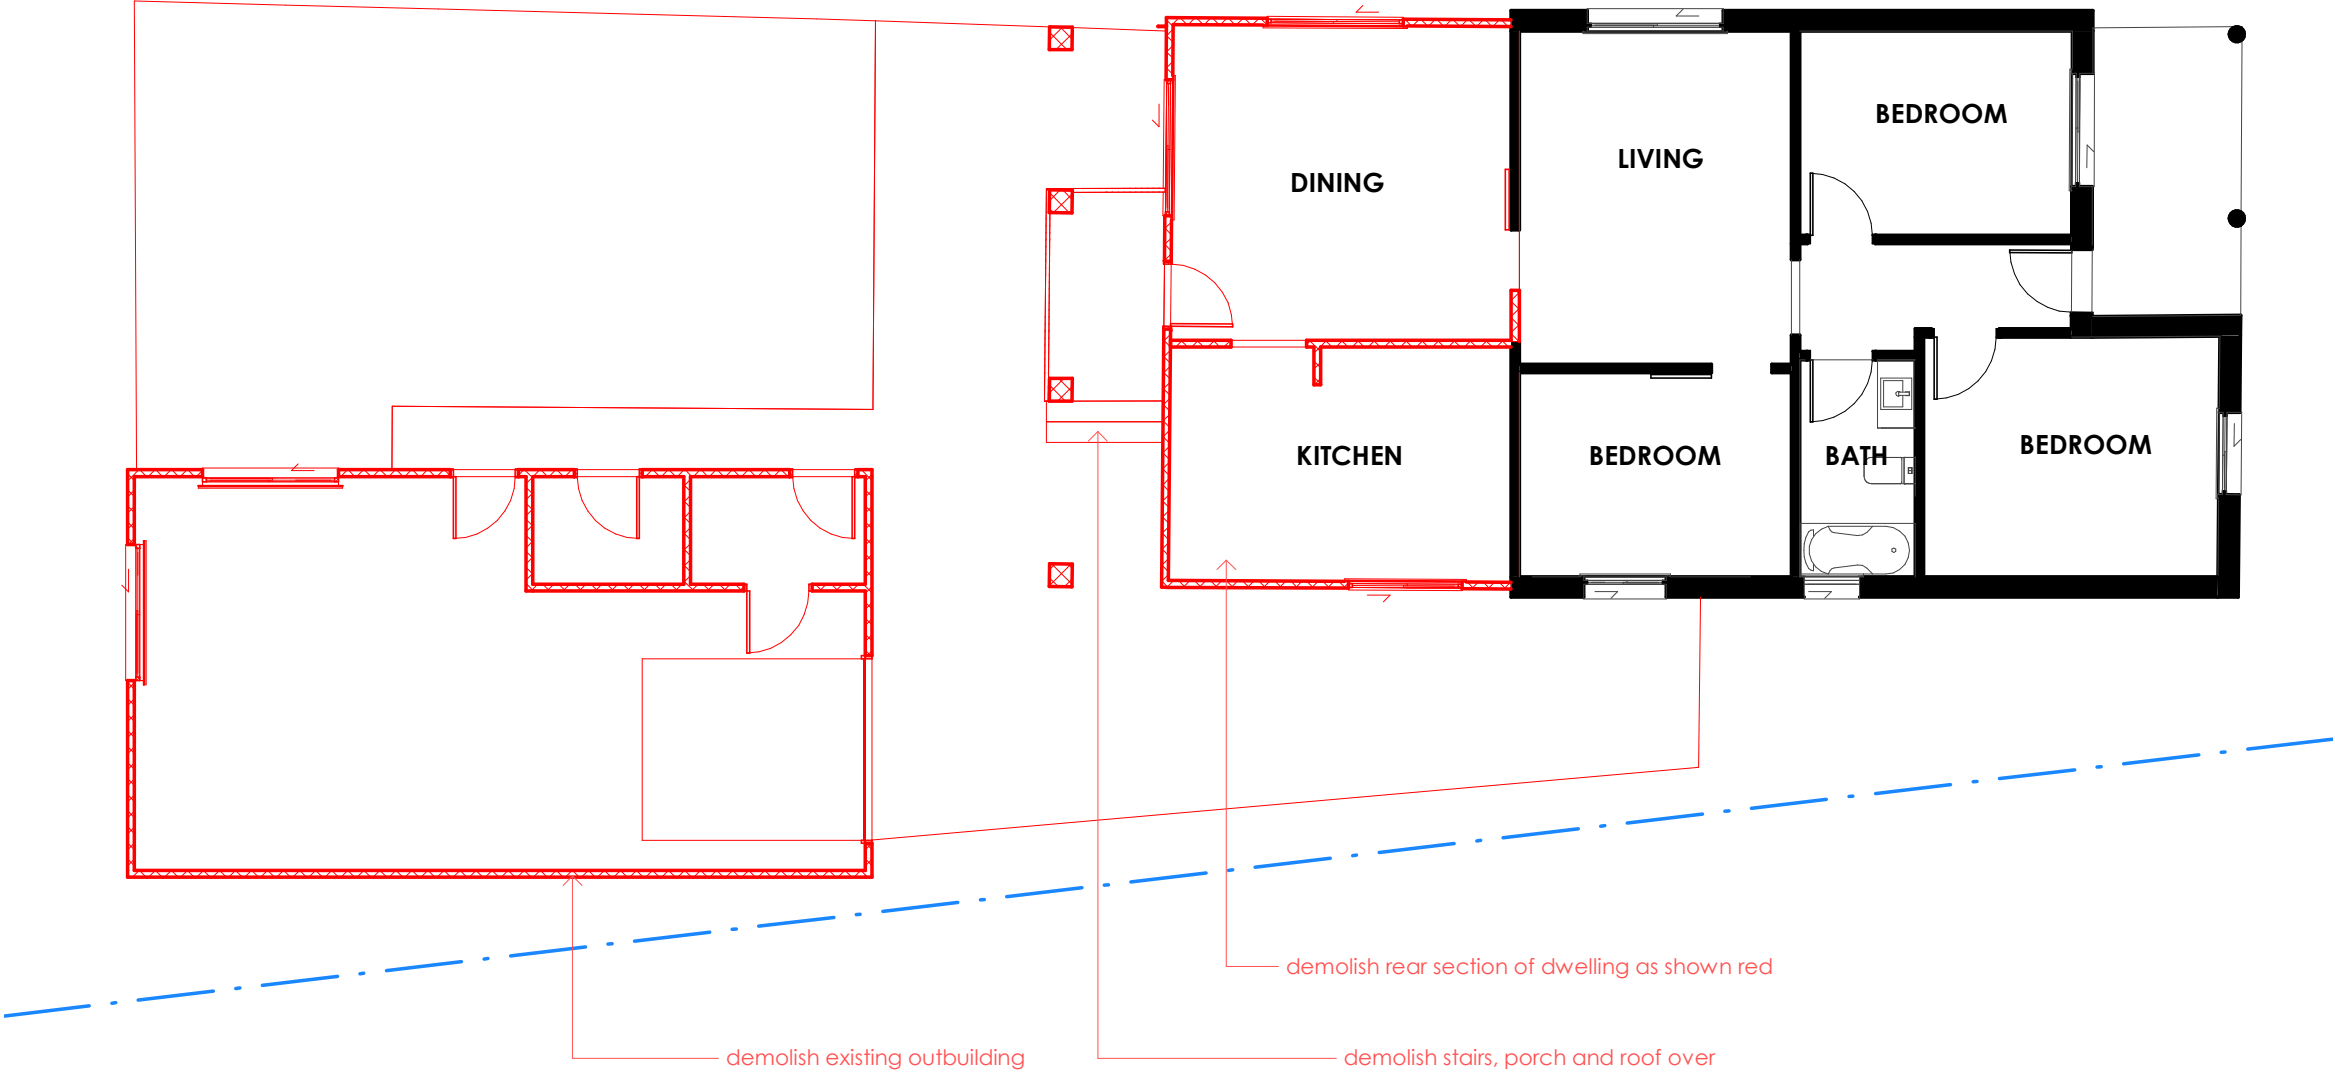 BEDROOM
LIVING
DINING
BEDROOM
KITCHEN
BEDROOM
BATH
demolish rear section of dwelling as shown red
demolish existing outbuilding
demolish stairs, porch and roof over